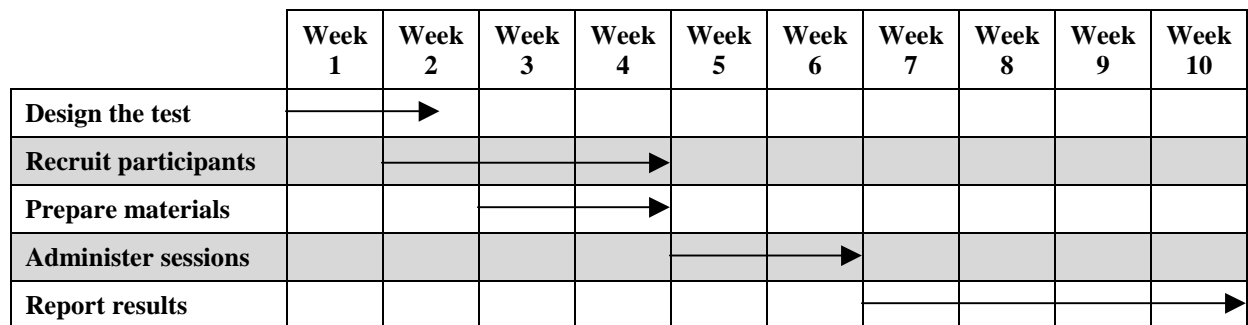 Week Week Week Week Week Week Week Week Week Week
1 2 3 4 5 6 7 8 9 10
Design the test
Recruit participants
Prepare materials
Administer sessions
Report results